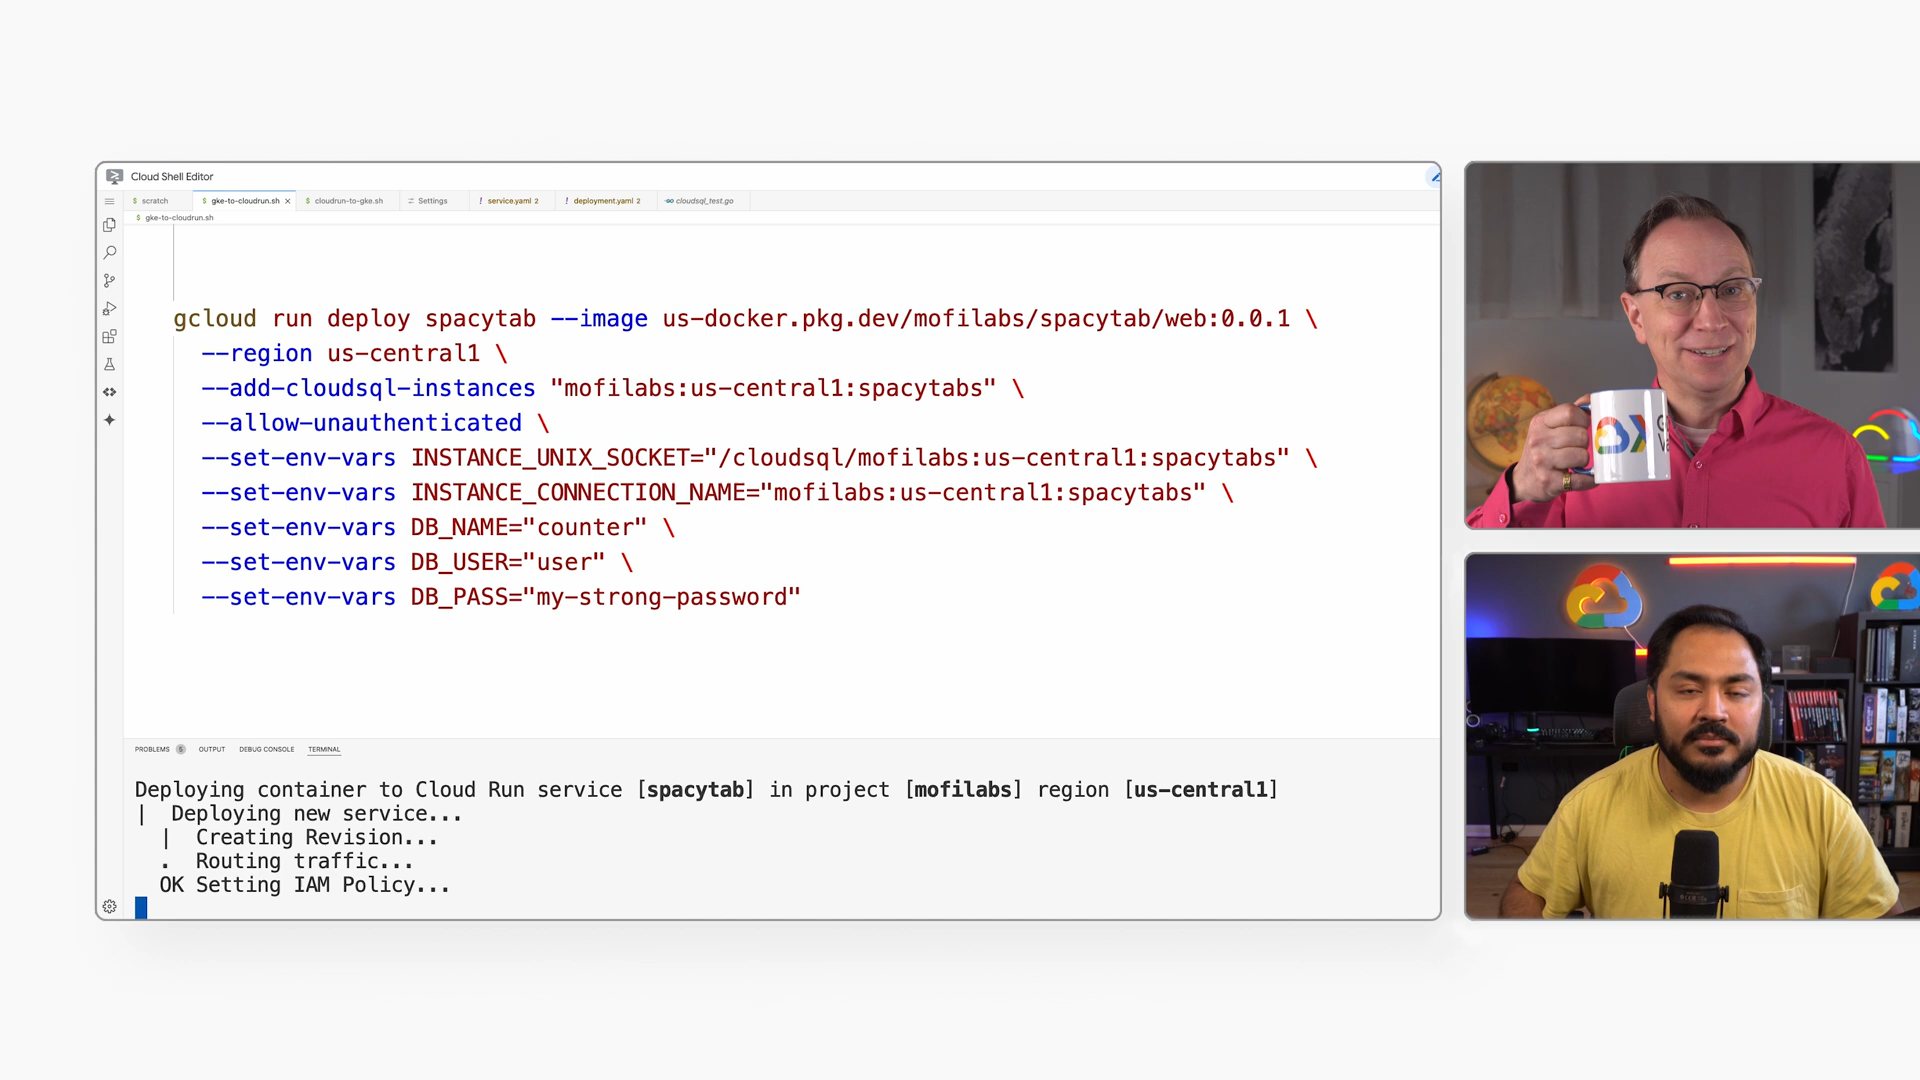 Cloud Shell Editor
$ scratch
$ gke-to-cloudrun.sh ×
$ cloudrun-to-gke.sh
Settings
! service.yaml 2
! deployment.yaml 2
cloudsql_test.go
$ gke-to-cloudrun.sh
gcloud run deploy spacytab --image us-docker.pkg.dev/mofilabs/spacytab/web:0.0.1 \
--region us-central1 \
--add-cloudsql-instances "mofilabs:us-central1:spacytabs" \
--allow-unauthenticated \
--set-env-vars INSTANCE_UNIX_SOCKET="/cloudsql/mofilabs:us-central1:spacytabs" \
--set-env-vars INSTANCE_CONNECTION_NAME="mofilabs:us-central1:spacytabs" \
--set-env-vars DB_NAME="counter" \
--set-env-vars DB_USER="user" \
--set-env-vars DB_PASS="my-strong-password"
PROBLEMS 5 OUTPUT DEBUG CONSOLE TERMINAL
Deploying container to Cloud Run service [spacytab] in project [mofilabs] region [us-central1]
| Deploying new service...
| Creating Revision...
. Routing traffic...
OK Setting IAM Policy...